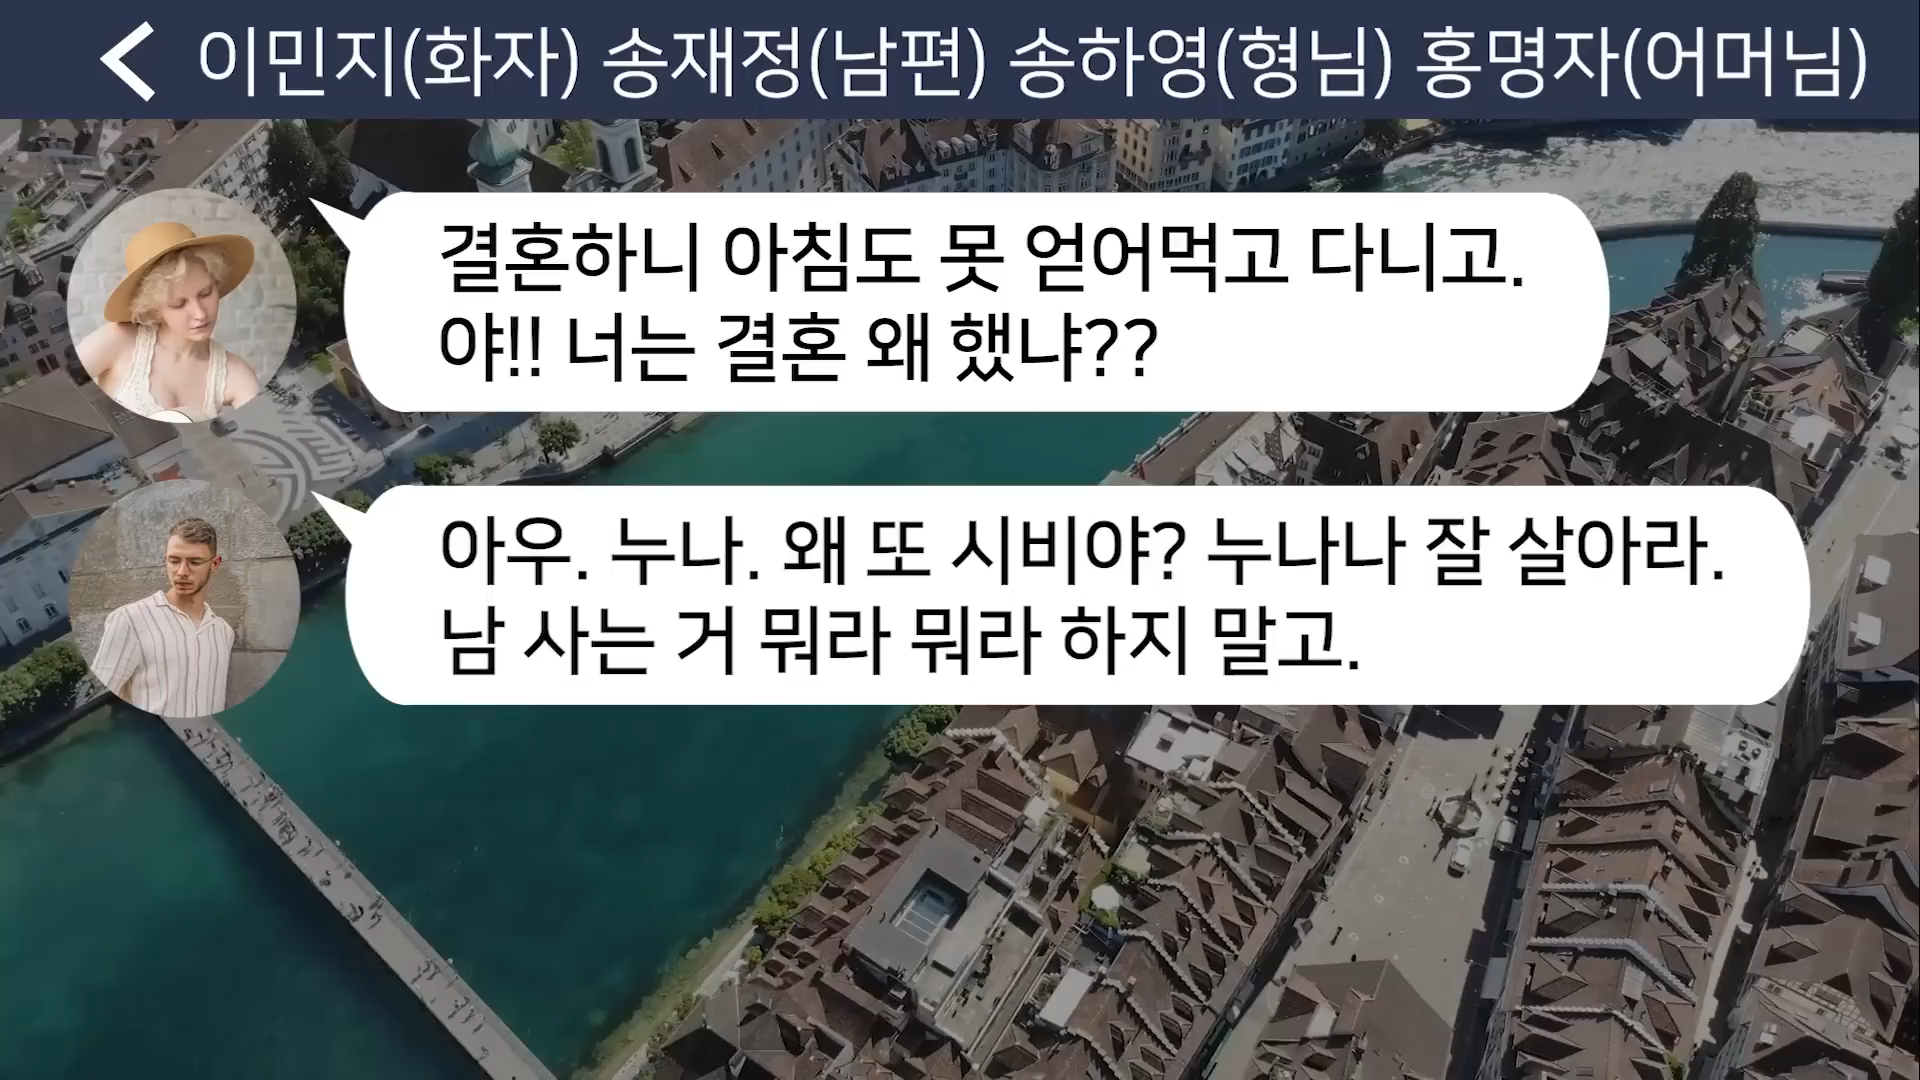 이민지(화자) 송재정(남편) 송하영(형님) 홍명자(어머님)
결혼하니 아침도 못 얻어먹고 다니고.
야!! 너는 결혼 왜 했냐??
아우. 누나. 왜 또 시비야? 누나나 잘 살아라.
남 사는 거 뭐라 뭐라 하지 말고.